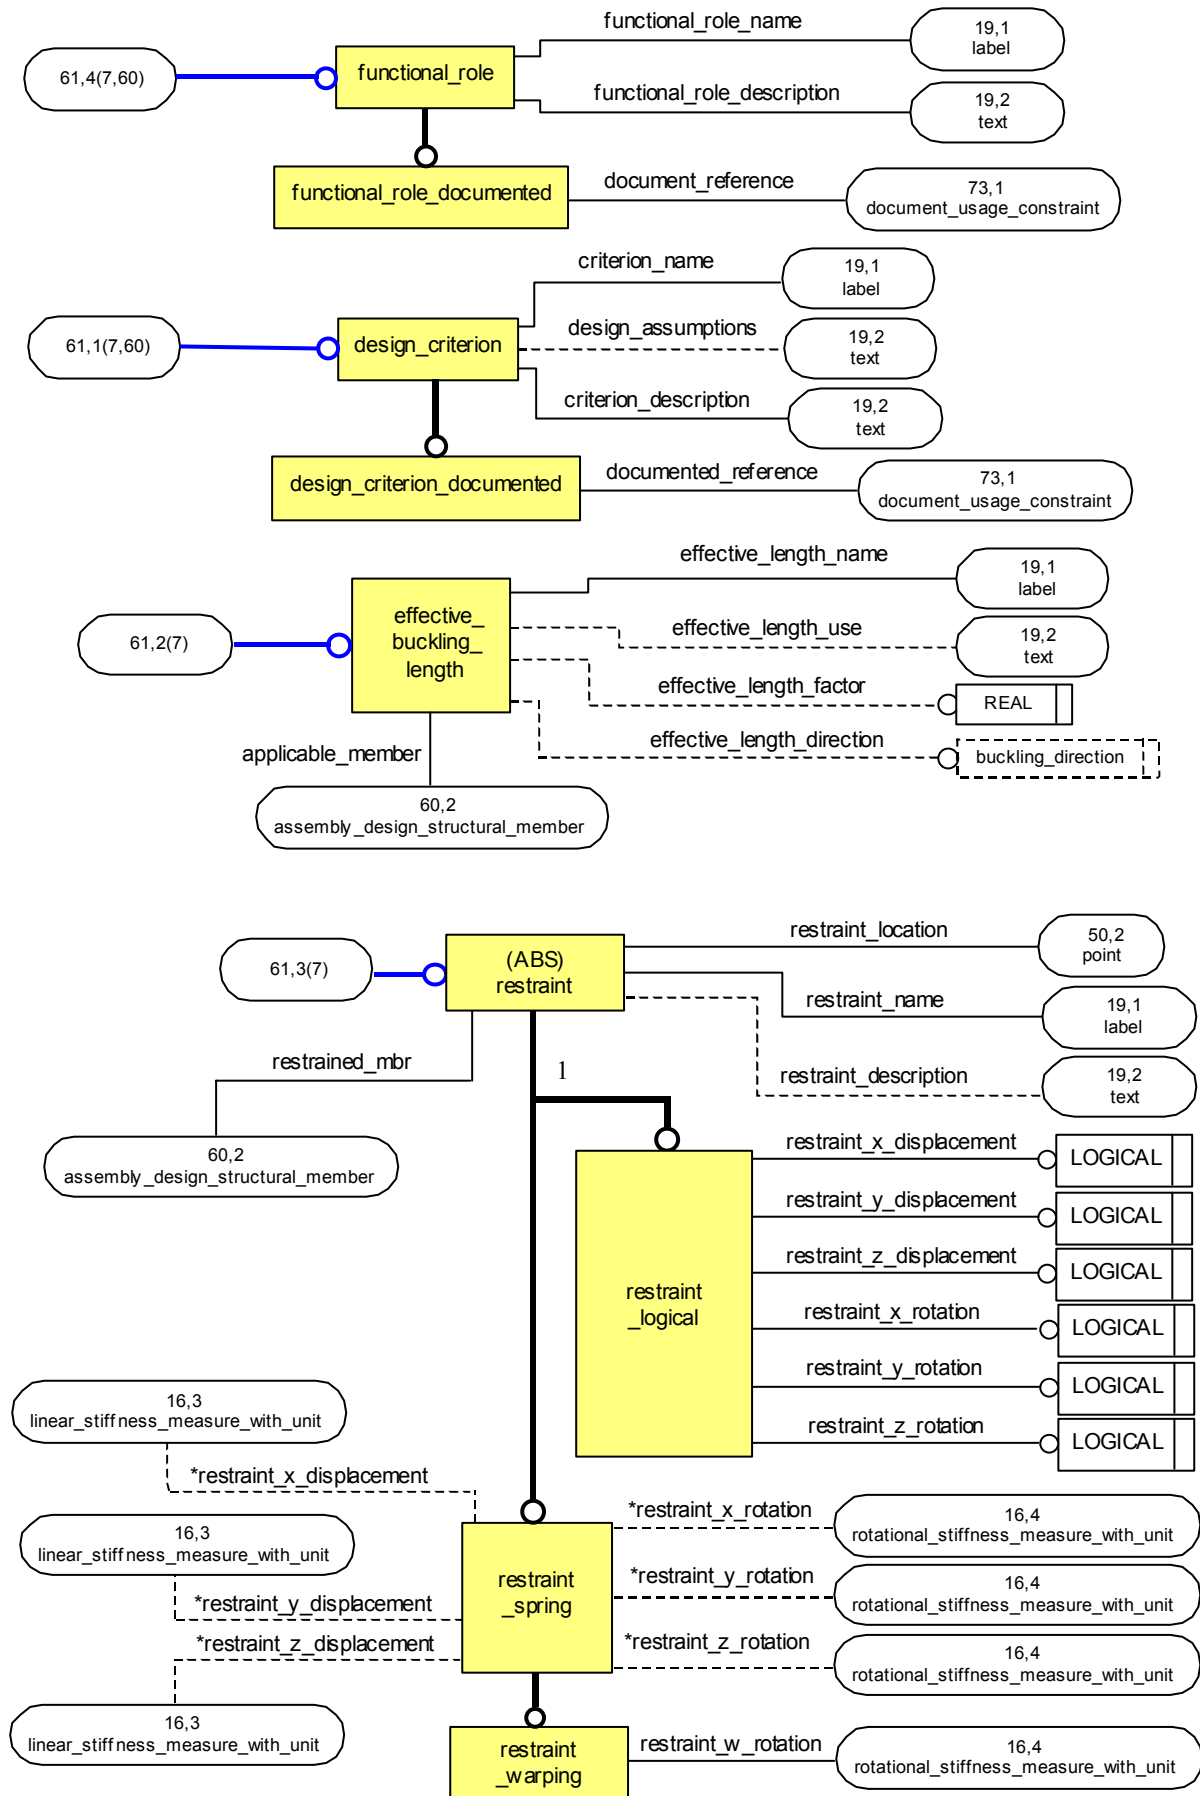 functional_role_name
19,1
label
61,4(7,60)
functional_role
functional_role_description
19,2
text
functional_role_documented
document_reference
73,1
document_usage_constraint
criterion_name
19,1
label
61,1(7,60)
design_criterion
design_assumptions
19,2
text
criterion_description
19,2
text
design_criterion_documented
documented_reference
73,1
document_usage_constraint
effective_length_name
19,1
label
61,2(7)
effective_
buckling_
length
effective_length_use
19,2
text
effective_length_factor
REAL
effective_length_direction
buckling_direction
applicable_member
60,2
assembly_design_structural_member
restraint_location
50,2
point
61,3(7)
(ABS)
restraint
restraint_name
19,1
label
restrained_mbr
1
restraint_description
19,2
text
60,2
assembly_design_structural_member
restraint_x_displacement
LOGICAL
restraint_y_displacement
LOGICAL
restraint_z_displacement
LOGICAL
restraint
_logical
restraint_x_rotation
LOGICAL
restraint_y_rotation
LOGICAL
restraint_z_rotation
LOGICAL
16,3
linear_stiffness_measure_with_unit
*restraint_x_displacement
16,3
linear_stiffness_measure_with_unit
*restraint_y_displacement
*restraint_z_displacement
16,3
linear_stiffness_measure_with_unit
restraint
_spring
*restraint_x_rotation
16,4
rotational_stiffness_measure_with_unit
*restraint_y_rotation
16,4
rotational_stiffness_measure_with_unit
*restraint_z_rotation
16,4
rotational_stiffness_measure_with_unit
restraint
_warping
restraint_w_rotation
16,4
rotational_stiffness_measure_with_unit